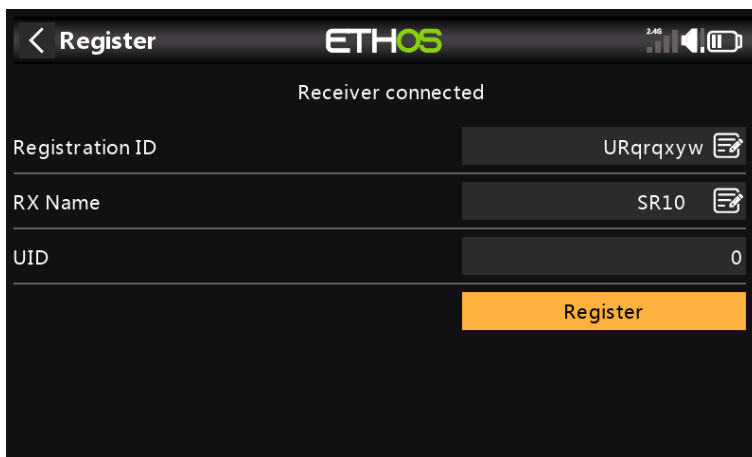 Register ETHOS 2.4G
Receiver connected
Registration ID URqrqxyw
RX Name SR10
UID 0
Register